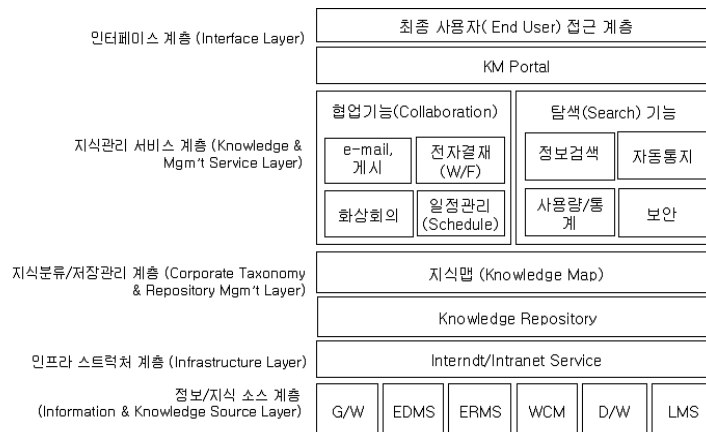 인터페미스 계층 (Interface Layer)
최종 사용자( End User) 접근 계층
KM Portal
지식관리 서비스 계층 (Knowledge &
Mgm't Service Layer)
협업기능(Collaboration)
e-mail,
게시
전자결재
(W/F)
화상회의
일정관리
(Schedule)
탐색(Search) 기능
정보검색
자동통지
사용량/통
계
보안
지식분류/저장관리 계층 (Corporate Taxonomy
& Repository Mgm't Layer)
지식맵 (Knowledge Map)
Knowledge Repository
인프라 스트럭처 계층 (Infrastructure Layer)
Interndt/Intranet Service
정보/지식 소스 계층
(Information & Knowledge Source Layer)
G/W
EDMS
ERMS
WCM
D/W
LMS